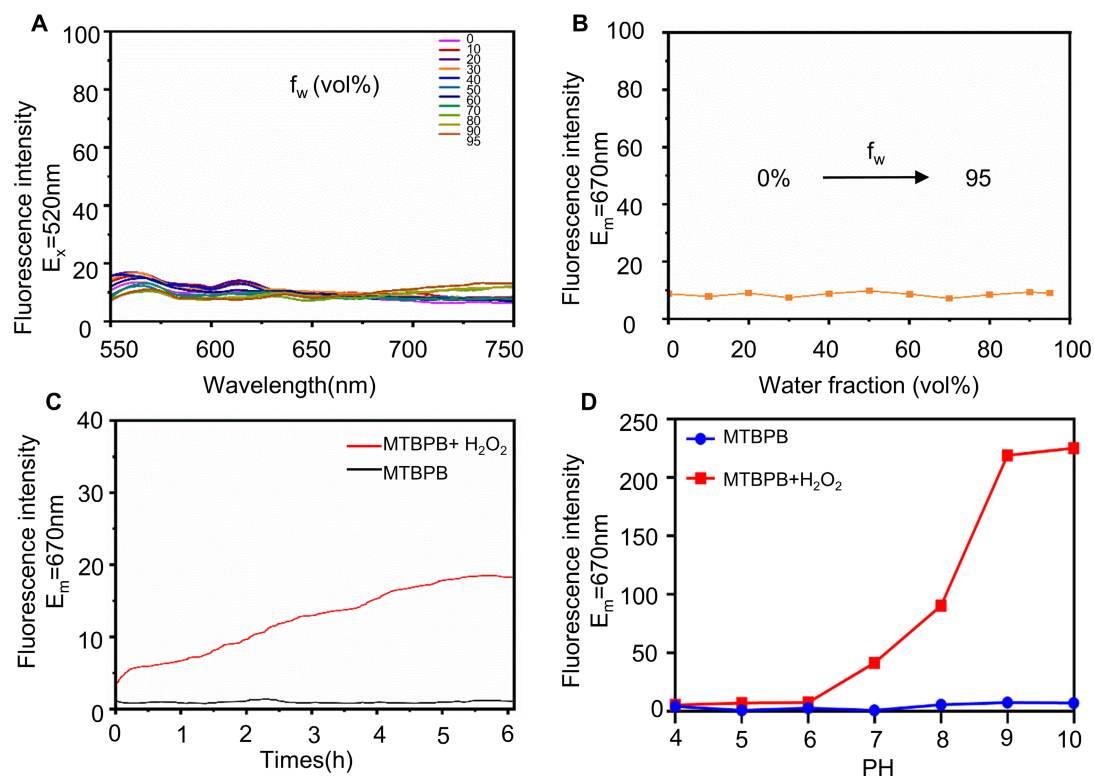 A
Fluorescence intensity
Eₓ=520nm
100
80
60
40
20
0
fw (vol%)
0
10
20
30
40
50
60
70
80
90
95
550
600
650
700
750
Wavelength(nm)
B
Fluorescence intensity
Eₘ=670nm
100
80
60
40
20
0
0% fw 95
0
20
40
60
80
100
Water fraction (vol%)
C
Fluorescence intensity
Eₘ=670nm
40
30
20
10
0
MTBPB+ H₂O₂
MTBPB
0
1
2
3
4
5
6
Times(h)
D
Fluorescence intensity
Eₘ=670nm
250
200
150
100
50
0
MTBPB
MTBPB+H₂O₂
4
5
6
7
8
9
10
PH